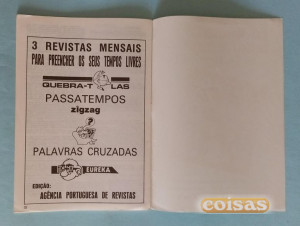 3 REVISTAS MENSAIS
PARA PREENCHER OS SEUS TEMPOS LIVRES
QUEBRA-T LAS
PASSATEMPOS
zigzag
?
PALAVRAS CRUZADAS
EUREKA
EDIÇÃO:
AGÊNCIA PORTUGUESA DE REVISTAS
coisas